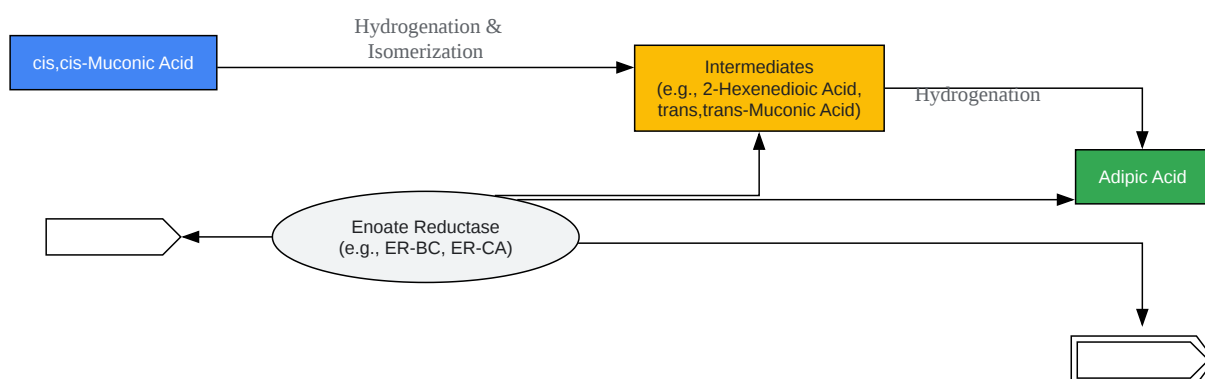 Hydrogenation &
Isomerization
cis,cis-Muconic Acid
Intermediates
(e.g., 2-Hexenedioic Acid,
trans,trans-Muconic Acid)
Hydrogenation
Adipic Acid
Enoate Reductase
(e.g., ER-BC, ER-CA)